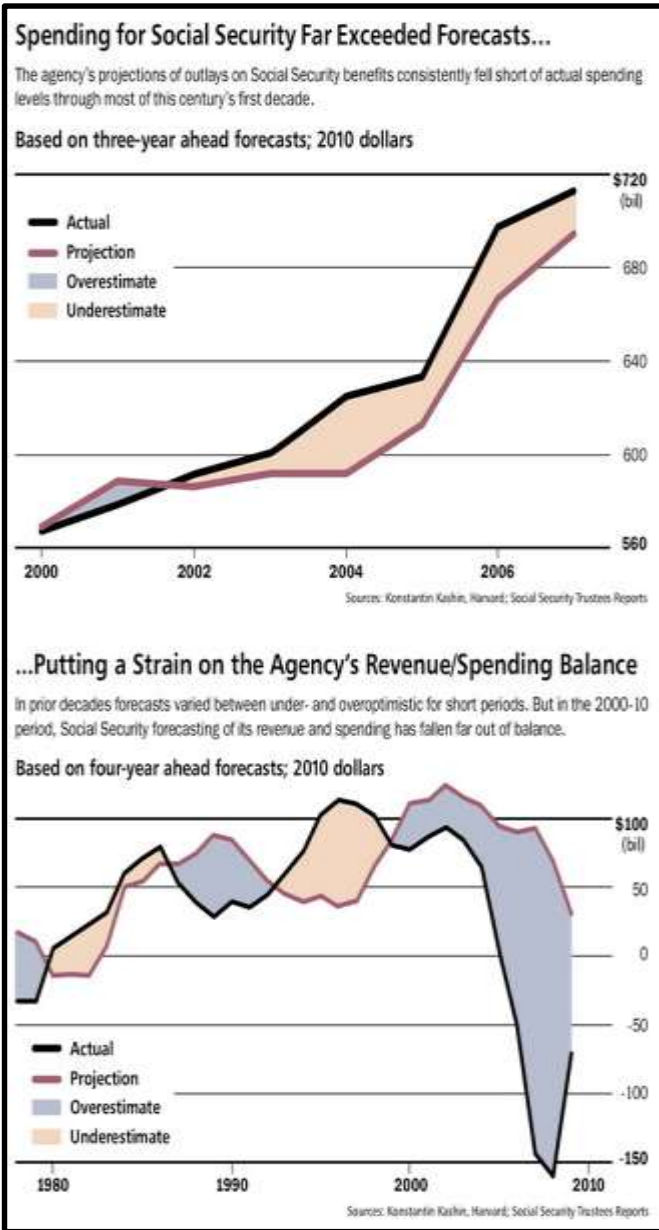 Spending for Social Security Far Exceeded Forecasts...
The agency's projections of outlays on Social Security benefits consistently fell short of actual spending
levels through most of this century's first decade.
Based on three-year ahead forecasts; 2010 dollars
$720
(bil)
Actual
Projection
Overestimate
Underestimate
680
640
600
560
2000 2002 2004 2006
Sources: Konstantin Kashin, Harvard; Social Security Trustees Reports
...Putting a Strain on the Agency's Revenue/Spending Balance
In prior decades forecasts varied between under- and overoptimistic for short periods. But in the 2000-10
period, Social Security forecasting of its revenue and spending has fallen far out of balance.
Based on four-year ahead forecasts; 2010 dollars
$100
(bil)
50
0
-50
Actual
Projection
Overestimate
Underestimate
-100
-150
1980 1990 2000 2010
Sources: Konstantin Kashin, Harvard; Social Security Trustees Reports